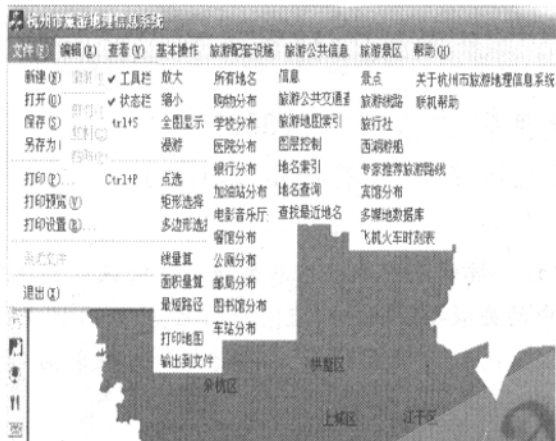 杭州市旅游地理信息系统
文件(F) 编辑(E) 查看(V) 基本操作 旅游配套设施 旅游公共信息 旅游景区 帮助(H)
新建(N)
打开(O)
保存(S)
另存为
打印(P)... Ctrl+P
打印预览(V)
打印设置(R)...
最近文件
退出(X)
✓ 工具栏
✓ 状态栏
trl+S
放大
缩小
全图显示
漫游
点选
矩形选择
多边形选
线量算
面积量算
最短路径
打印地图
输出到文件
所有地名
购物分布
学校分布
医院分布
银行分布
加油站分布
电影音乐厅
餐馆分布
公厕分布
邮局分布
图书馆分布
车站分布
信息
旅游公共交通查
旅游地图索引
图层控制
地名索引
地名查询
查找最近地名
景点
旅游线路
旅行社
西湖游船
专家推荐旅游路线
宾馆分布
多媒地数据库
飞机火车时刻表
关于杭州市旅游地理信息系统
联机帮助
拱墅区
余杭区
上城区
江干区